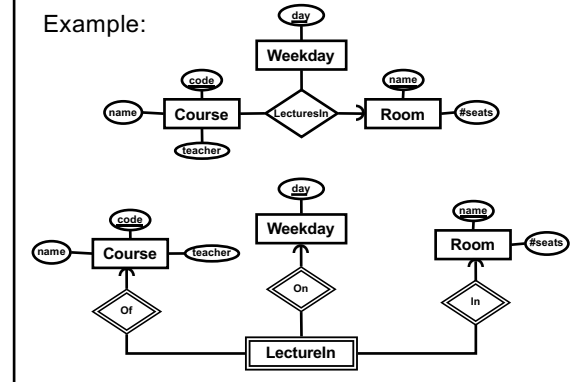 Example:
day
Weekday
code
name
Course
LecturesIn
Room
name
#seats
teacher
day
Weekday
code
name
Course
teacher
name
Room
#seats
Of
On
In
LectureIn